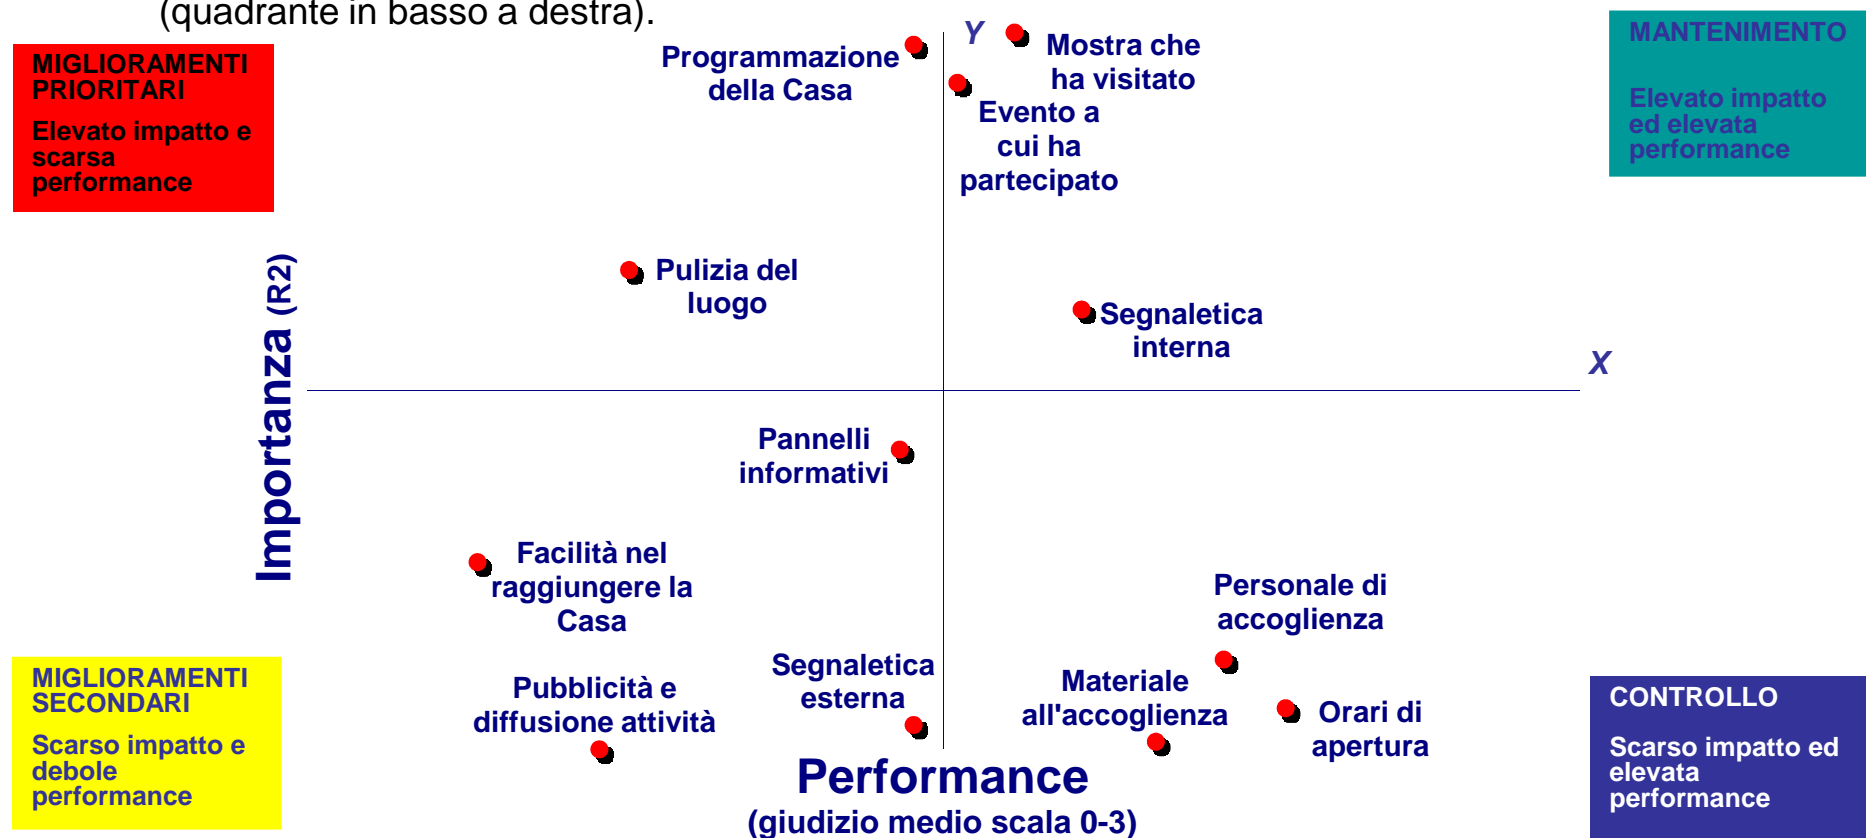 (quadrante in basso a destra).
MIGLIORAMENTI
PRIORITARI
Elevato impatto e
scarsa
performance
Programmazione
della Casa
Y
Mostra che
ha visitato
Evento a
cui ha
partecipato
MANTENIMENTO
Elevato impatto
ed elevata
performance
Pulizia del
luogo
Segnaletica
interna
X
Importanza (R2)
Pannelli
informativi
Facilità nel
raggiungere la
Casa
Personale di
accoglienza
MIGLIORAMENTI
SECONDARI
Scarso impatto e
debole
performance
Pubblicità e
diffusione attività
Segnaletica
esterna
Materiale
all'accoglienza
Orari di
apertura
CONTROLLO
Scarso impatto ed
elevata
performance
Performance
(giudizio medio scala 0-3)